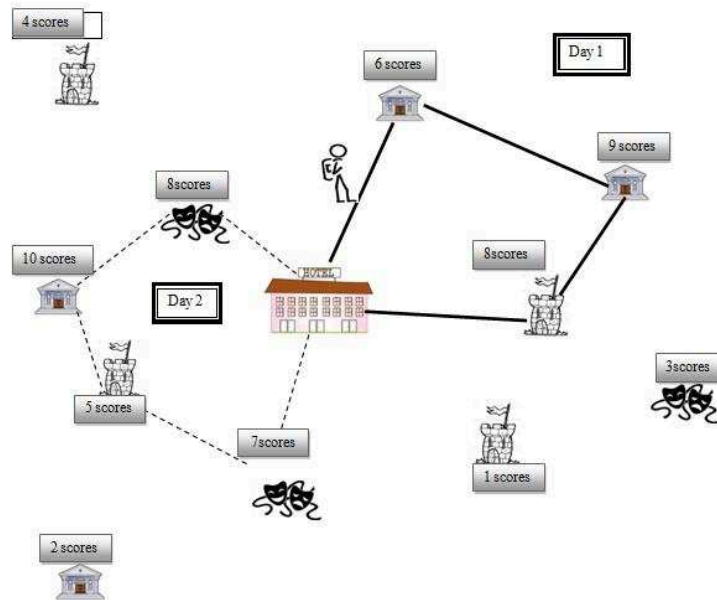 4 scores
Day 1
6 scores
9 scores
8scores
8scores
10 scores
HOTEL
Day 2
3scores
5 scores
7scores
1 scores
2 scores